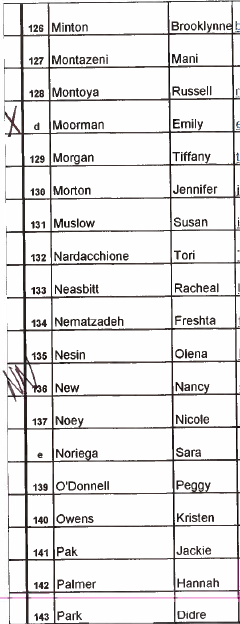 126 Minton Brooklynne
127 Montazeni Mani
128 Montoya Russell
X d Moorman Emily
129 Morgan Tiffany
130 Morton Jennifer
131 Muslow Susan
132 Nardacchione Tori
133 Neasbitt Racheal
134 Nematzadeh Freshta
135 Nesin Olena
136 New Nancy
137 Noey Nicole
e Noriega Sara
139 O'Donnell Peggy
140 Owens Kristen
141 Pak Jackie
142 Palmer Hannah
143 Park Didre